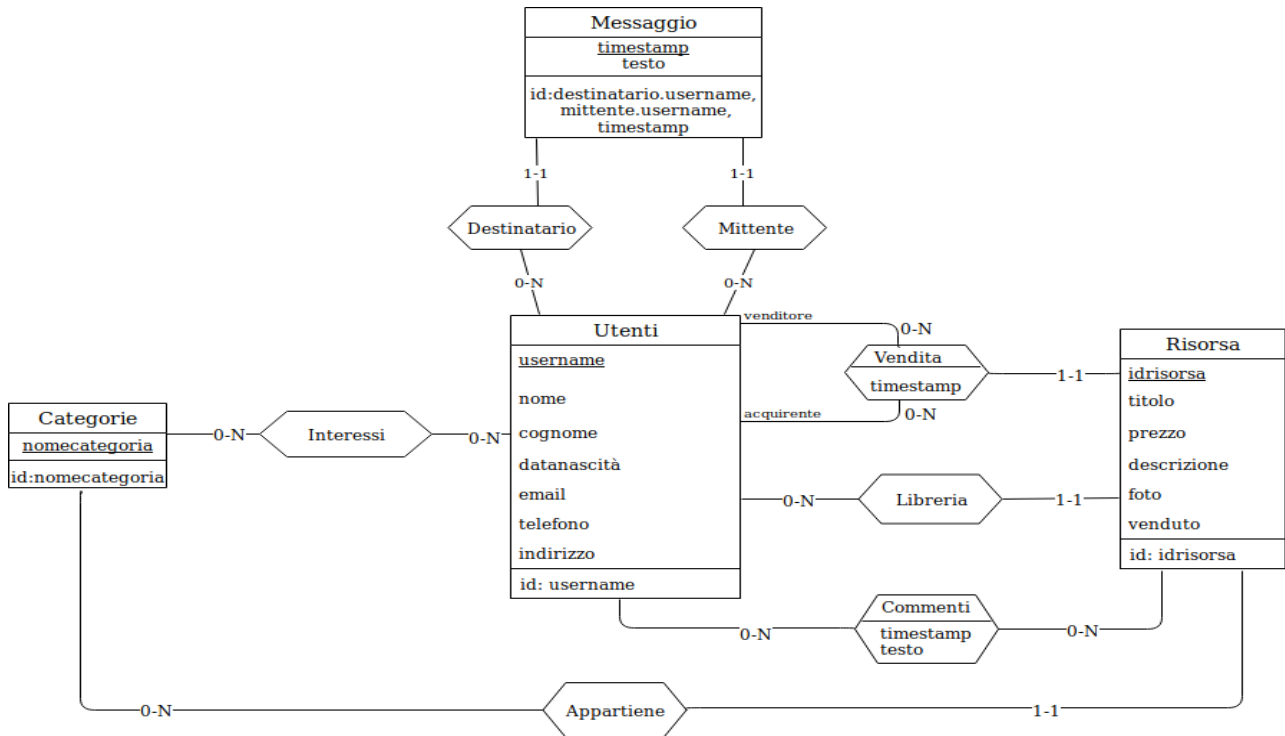 Messaggio
timestamp
testo
id:destinatario.username,
mittente.username,
timestamp
1-1
1-1
Destinatario
Mittente
0-N
0-N
Utenti
username
nome
cognome
datanascità
email
telefono
indirizzo
id: username
venditore
0-N
Vendita
timestamp
acquirente
0-N
1-1
Risorsa
idrisorsa
titolo
prezzo
descrizione
foto
venduto
id: idrisorsa
Categorie
nomecategoria
id:nomecategoria
0-N
Interessi
0-N
0-N
Libreria
1-1
0-N
Commenti
timestamp
testo
0-N
0-N
Appartiene
1-1